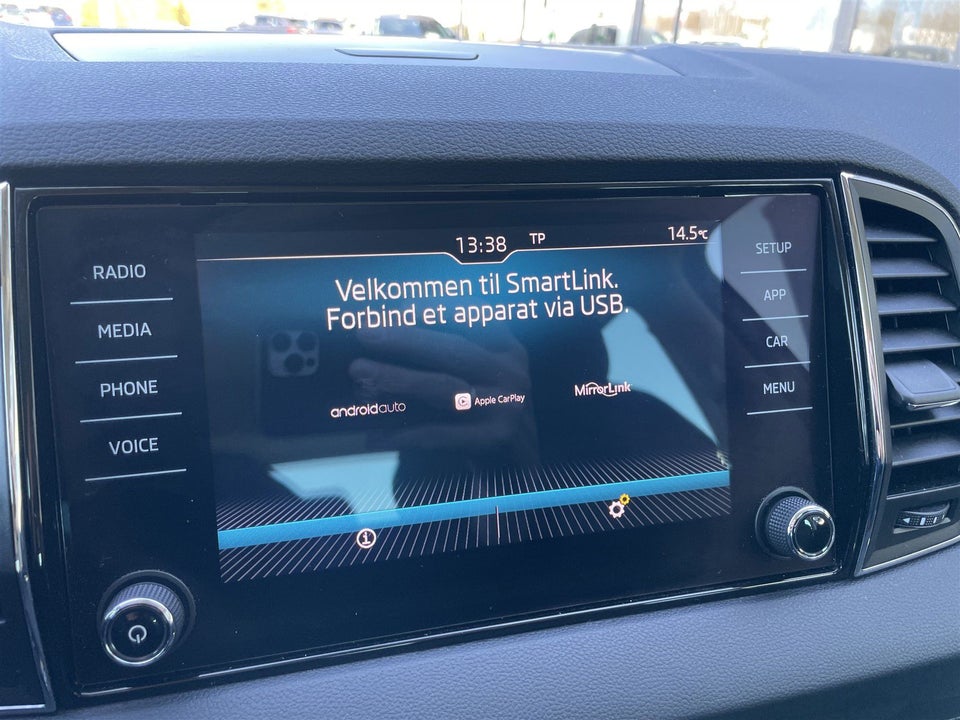 13:38 TP 14.5°C
RADIO
MEDIA
PHONE
VOICE
Velkommen til SmartLink.
Forbind et apparat via USB.
androidauto
Apple CarPlay
MirrorLink
SETUP
APP
CAR
MENU